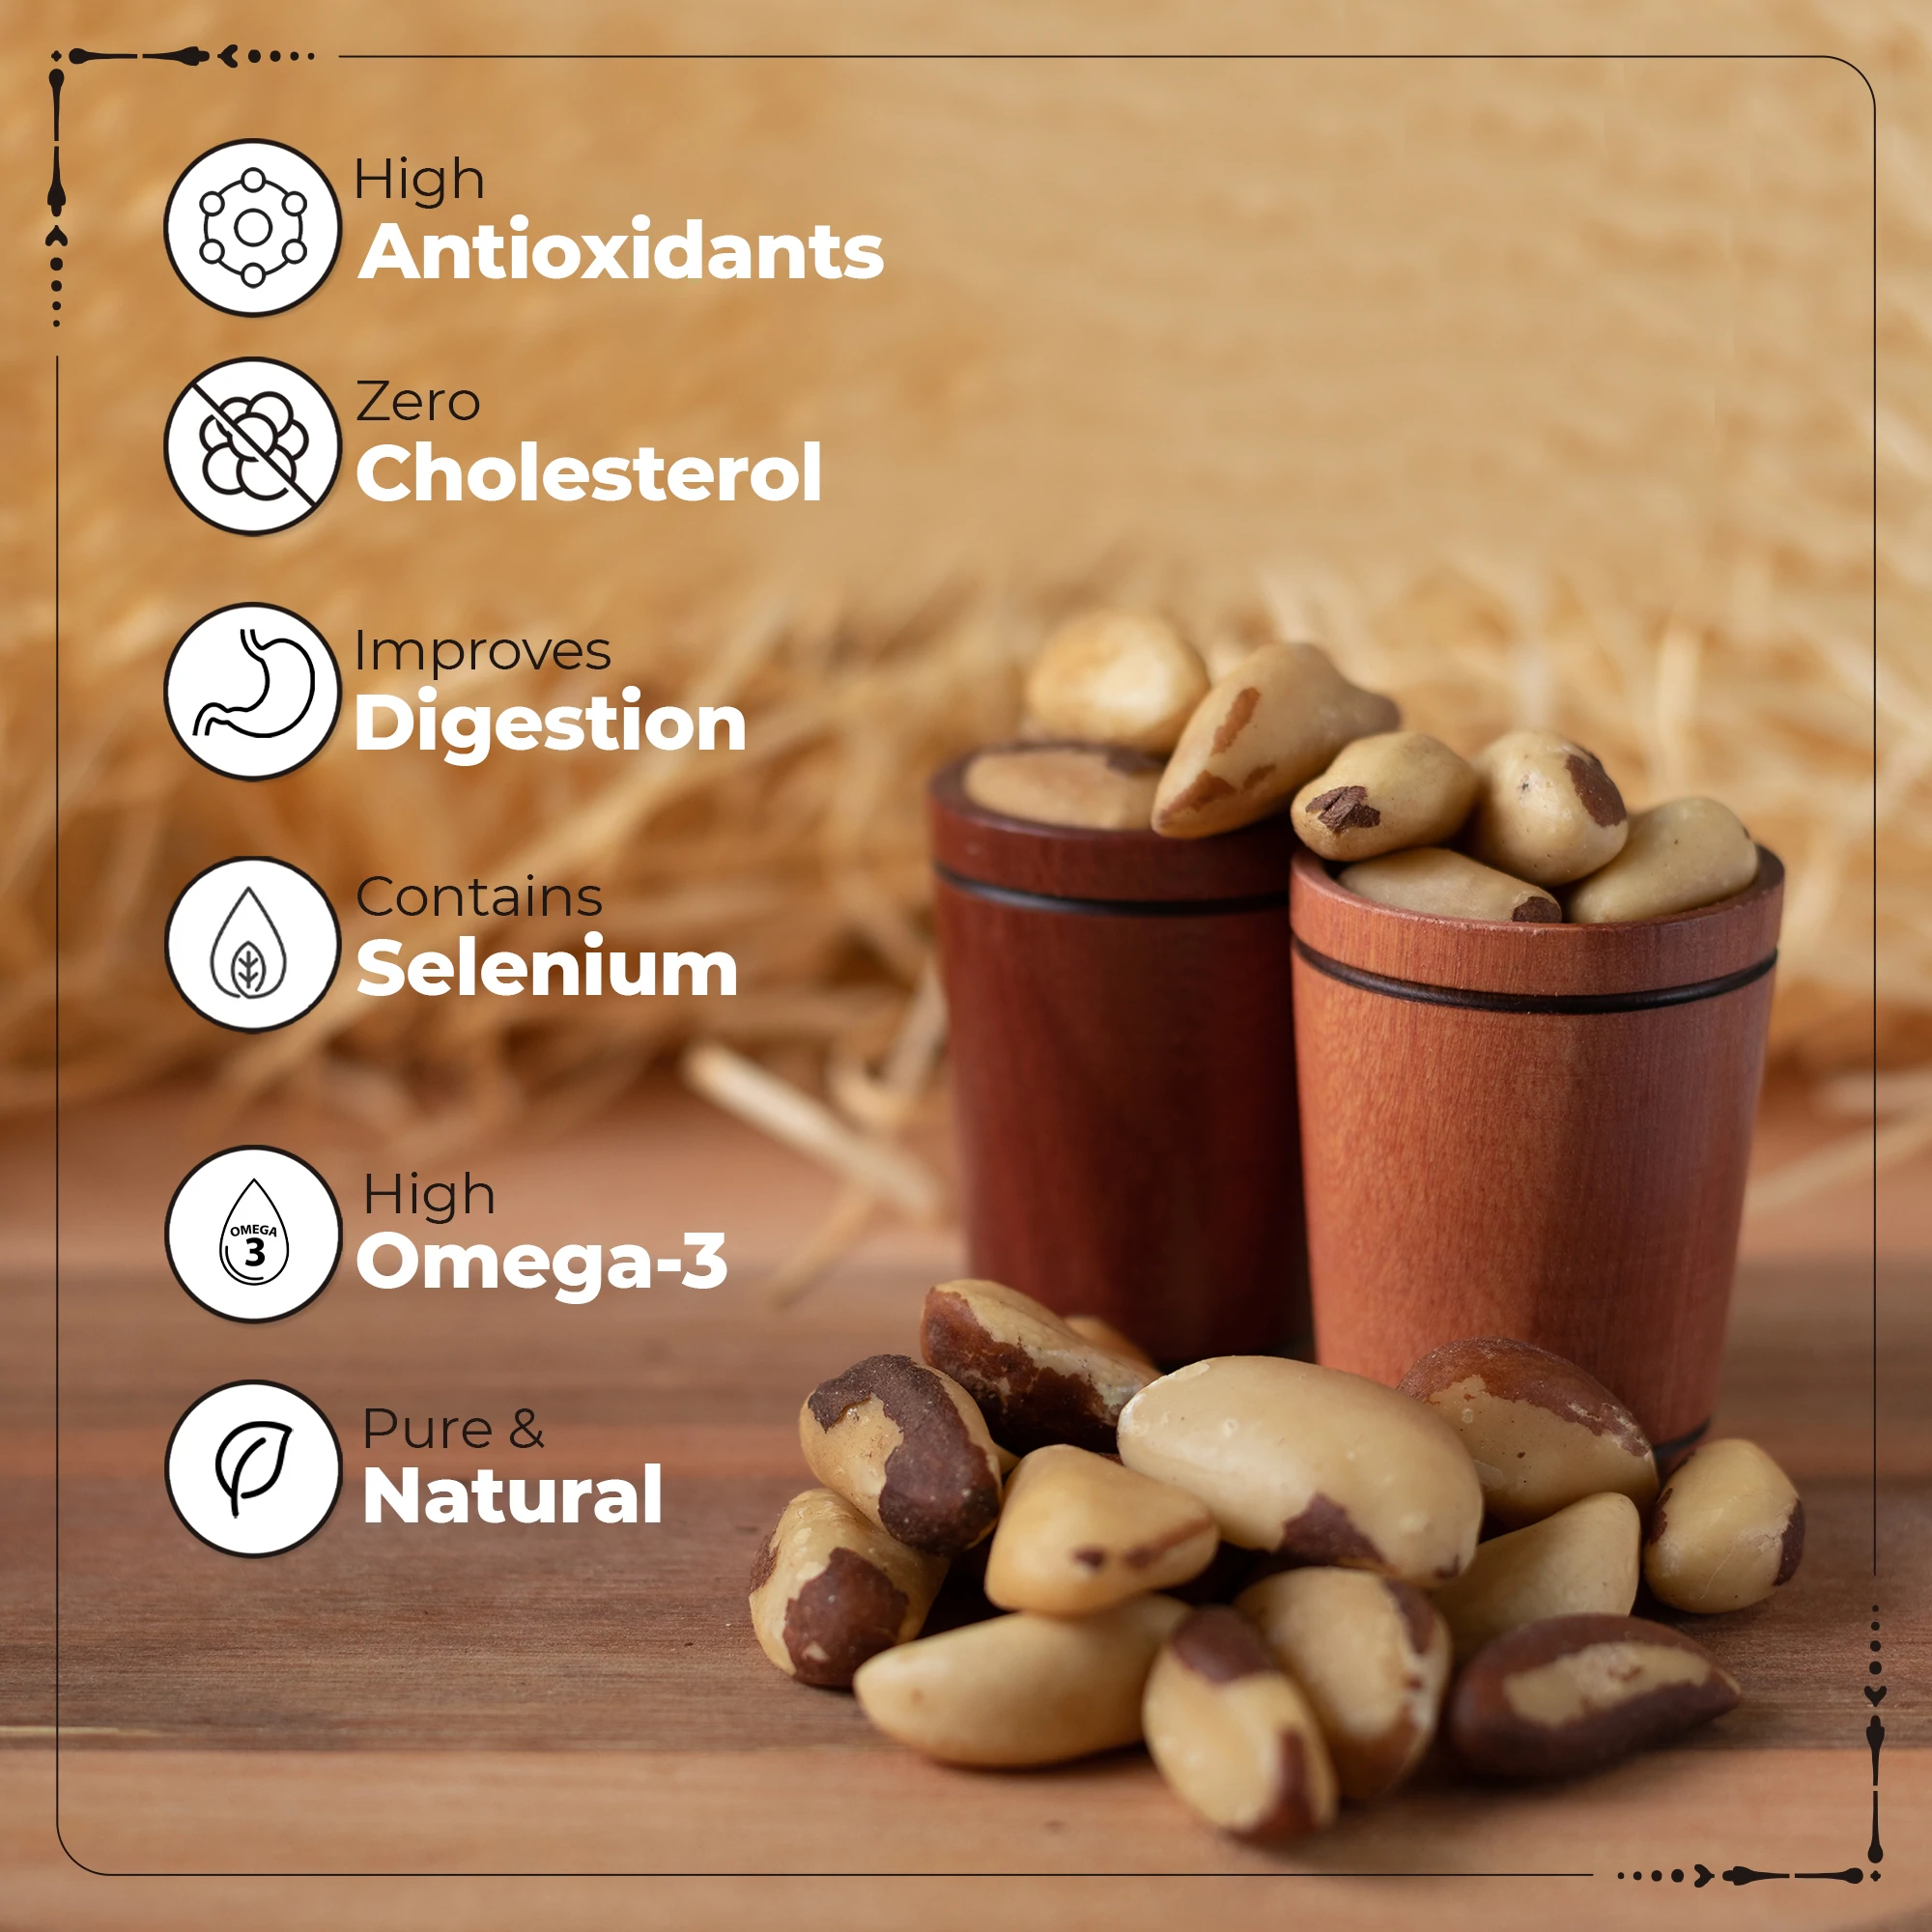 High
Antioxidants
Zero
Cholesterol
Improves
Digestion
Contains
Selenium
OMEGA
3
High
Omega-3
Pure &
Natural